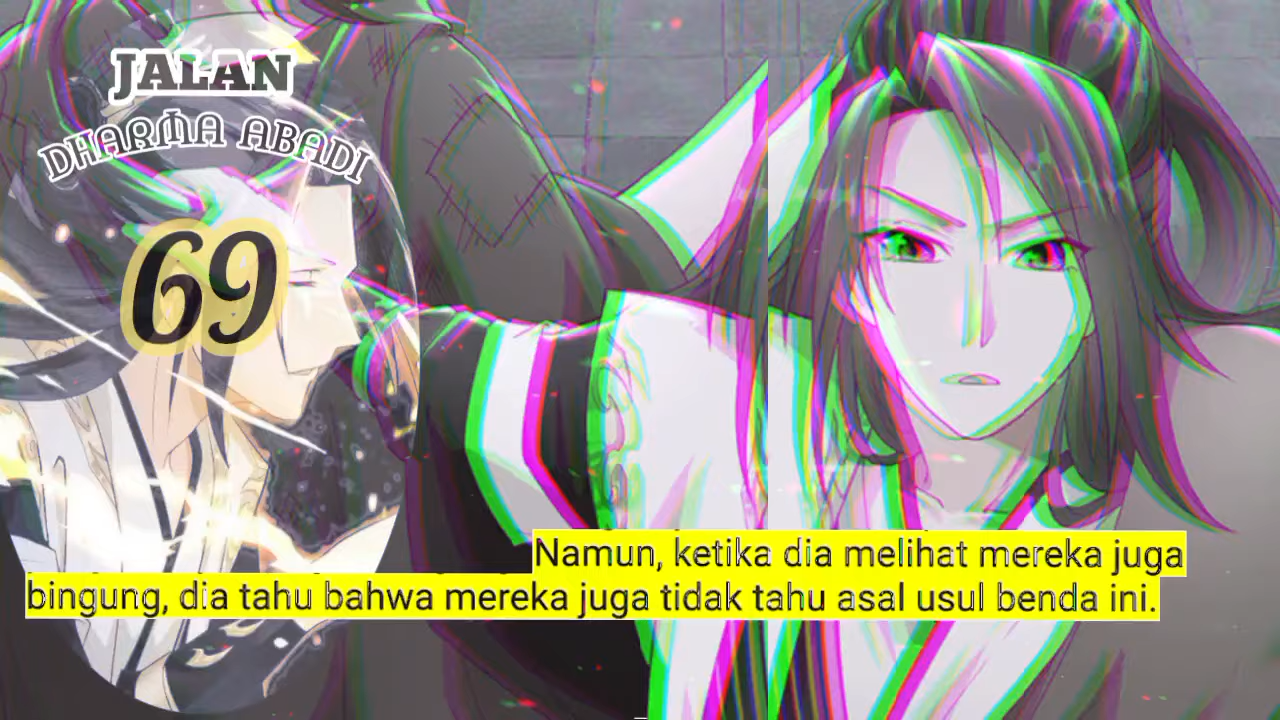 JALAN
DHARMA ABADI
69
Namun, ketika dia melihat mereka juga
bingung, dia tahu bahwa mereka juga tidak tahu asal usul benda ini.